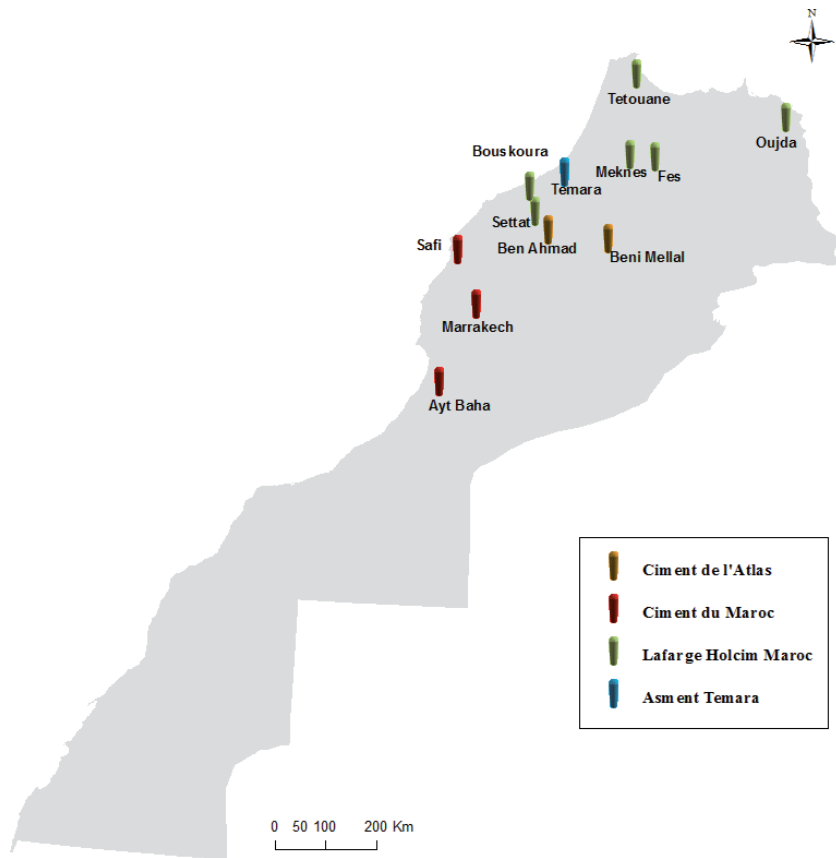 N
Tetouane
Oujda
Bouskoura
Meknes
Fes
Temara
Settat
Safi
Ben Ahmad
Beni Mellal
Marrakech
Ayt Baha
Ciment de l'Atlas
Ciment du Maroc
Lafarge Holcim Maroc
Asment Temara
0 50 100 200 Km